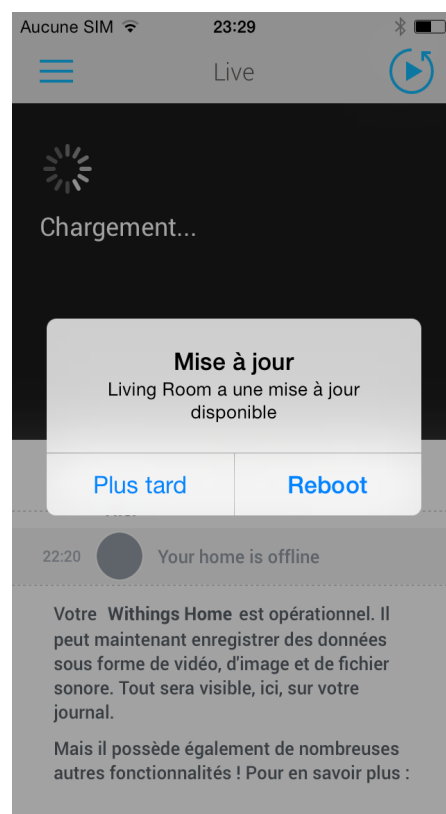 Aucune SIM 23:29
Live
Chargement...
Mise à jour
Living Room a une mise à jour
disponible
Plus tard Reboot
22:20 Your home is offline
Votre Withings Home est opérationnel. Il
peut maintenant enregistrer des données
sous forme de vidéo, d'image et de fichier
sonore. Tout sera visible, ici, sur votre
journal.
Mais il possède également de nombreuses
autres fonctionnalités ! Pour en savoir plus :